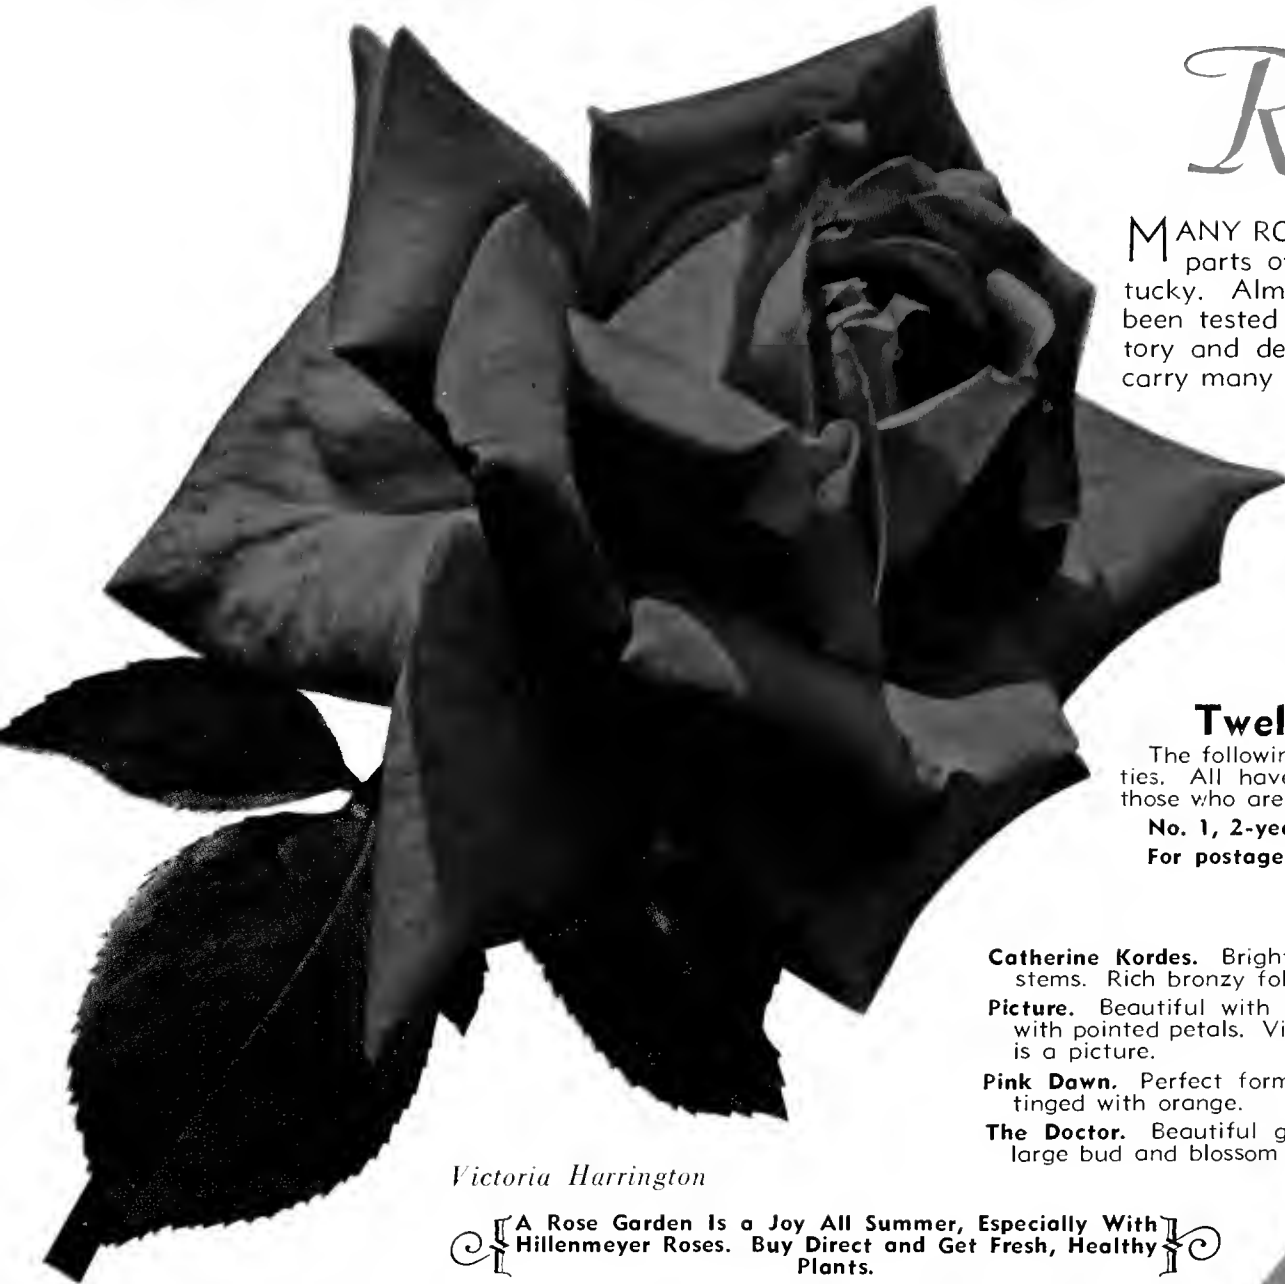 R
MANY RO
parts o
tucky. Alm
been tested
tory and de
carry many
Twel
The followin
ties. All have
those who are
No. 1, 2-yea
For postage
Catherine Kordes. Bright
stems. Rich bronzy fol
Picture. Beautiful with
with pointed petals. Vi
is a picture.
Pink Dawn. Perfect form
tinged with orange.
The Doctor. Beautiful g
large bud and blossom
Victoria Harrington
A Rose Garden Is a Joy All Summer, Especially With
Hillenmeyer Roses. Buy Direct and Get Fresh, Healthy
Plants.